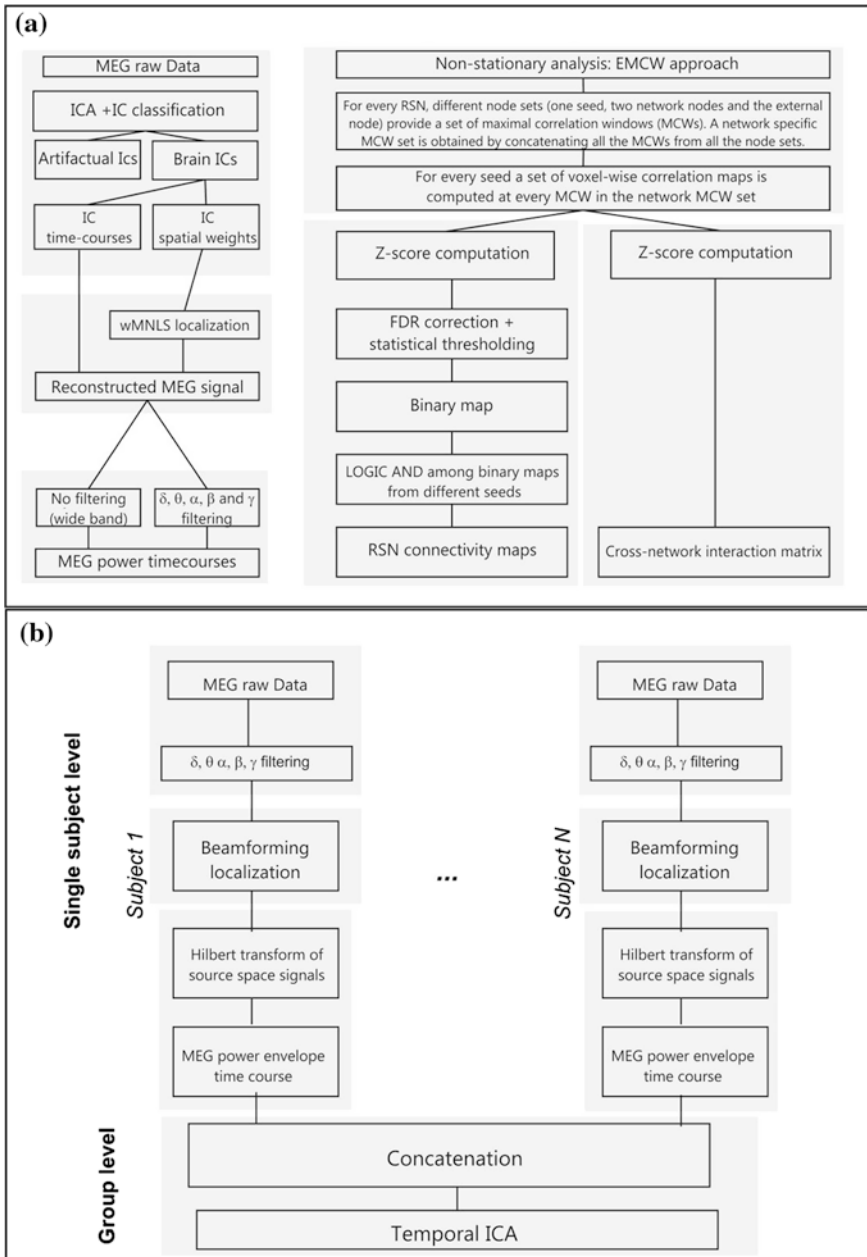 (a)
MEG raw Data
ICA +IC classification
Artifactual Ics
Brain ICs
IC
time-courses
IC
spatial weights
wMNLS localization
Reconstructed MEG signal
No filtering
(wide band)
δ, θ, α, β and γ
filtering
MEG power timecourses
Non-stationary analysis: EMCW approach
For every RSN, different node sets (one seed, two network nodes and the external
node) provide a set of maximal correlation windows (MCWs). A network specific
MCW set is obtained by concatenating all the MCWs from all the node sets.
For every seed a set of voxel-wise correlation maps is
computed at every MCW in the network MCW set
Z-score computation
FDR correction +
statistical thresholding
Binary map
LOGIC AND among binary maps
from different seeds
RSN connectivity maps
Z-score computation
Cross-network interaction matrix
(b)
Single subject level
Subject 1
MEG raw Data
δ, θ α, β, γ filtering
Beamforming
localization
Hilbert transform of
source space signals
MEG power envelope
time course
...
Subject N
MEG raw Data
δ, θ α, β, γ filtering
Beamforming
localization
Hilbert transform of
source space signals
MEG power envelope
time course
Group level
Concatenation
Temporal ICA